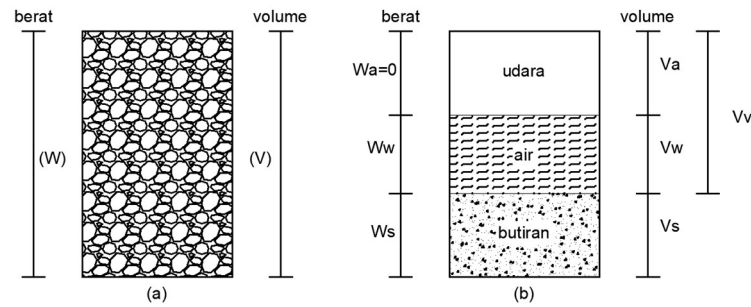 berat volume berat volume
Wa=0 udara Va
Vv
(W) (V) Ww air Vw
Ws butiran Vs
(a) (b)